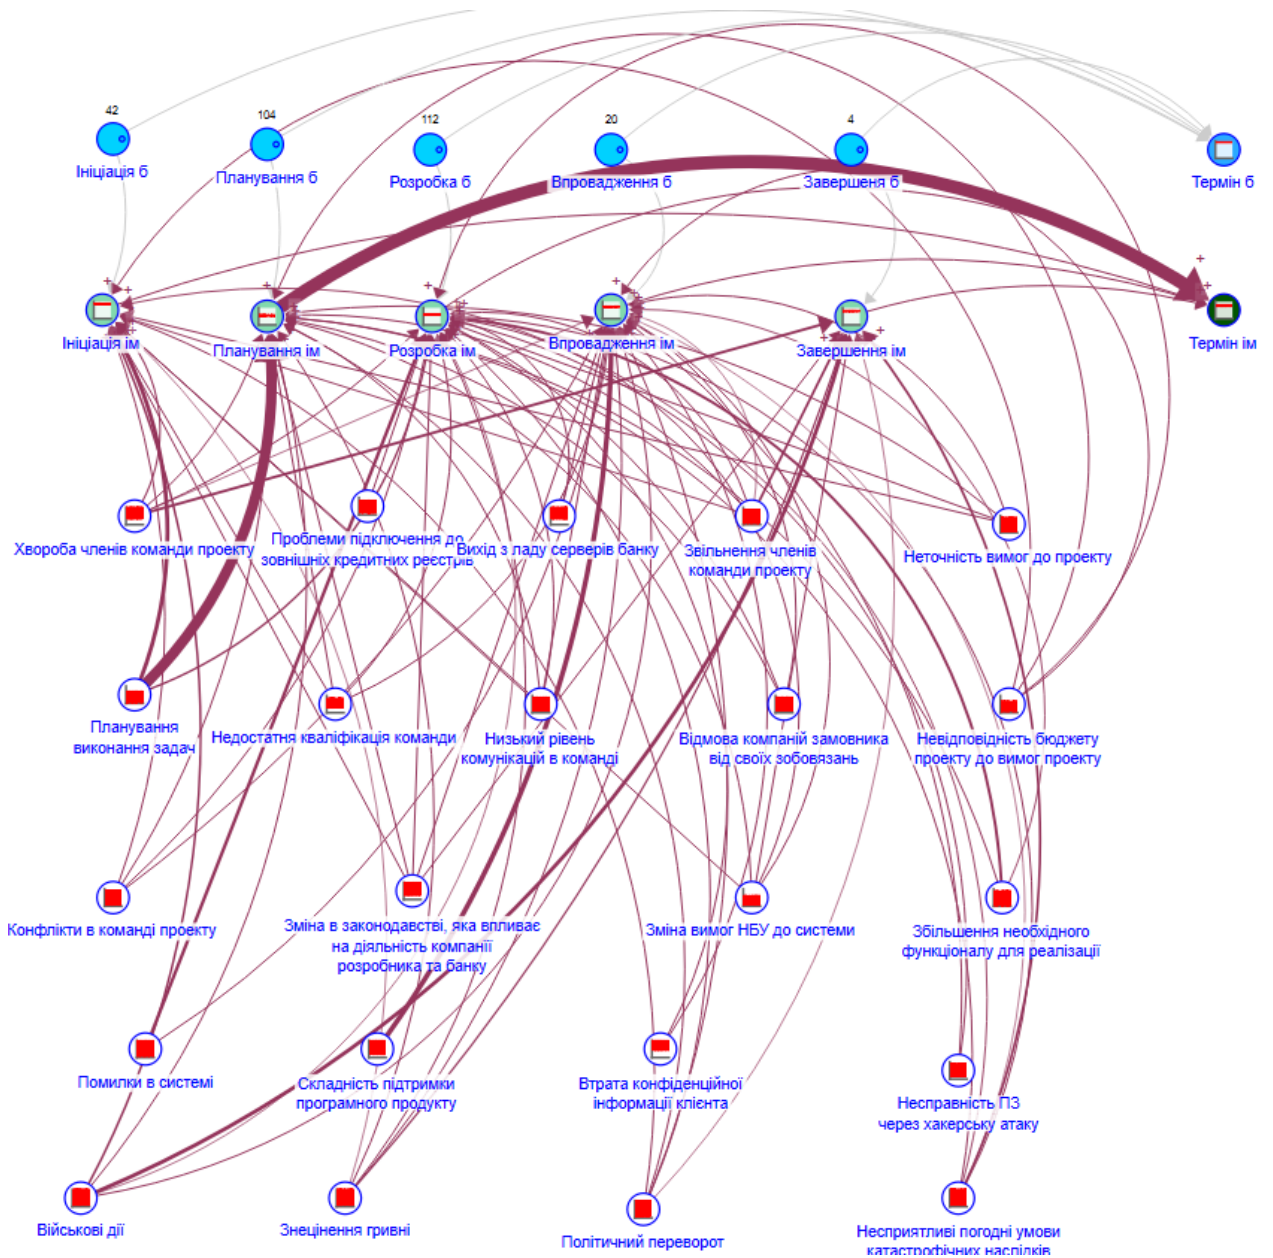 42
104
112
20
4
Ініціація б
Планування б
Розробка б
Впровадження б
Завершеня б
Термін б
Ініціація ім
Планування ім
Розробка ім
Впровадження ім
Завершення ім
Термін ім
Хвороба членів команди проекту
Проблеми підключення до
зовнішніх кредитних реєстрів
Вихід з ладу серверів банку
Звільнення членів
команди проекту
Неточність вимог до проекту
Планування
виконання задач
Недостатня кваліфікація команди
Низький рівень
комунікацій в команді
Відмова компаній замовника
від своїх зобовязань
Невідповідність бюджету
проекту до вимог проекту
Конфлікти в команді проекту
Зміна в законодавстві, яка впливає
на діяльність компанії
розробника та банку
Зміна вимог НБУ до системи
Збільшення необхідного
функціоналу для реалізації
Помилки в системі
Складність підтримки
програмного продукту
Втрата конфіденційної
інформації клієнта
Несправність ПЗ
через хакерську атаку
Військові дії
Знецінення гривні
Політичний переворот
Несприятливі погодні умови
катастрофічних наслідків